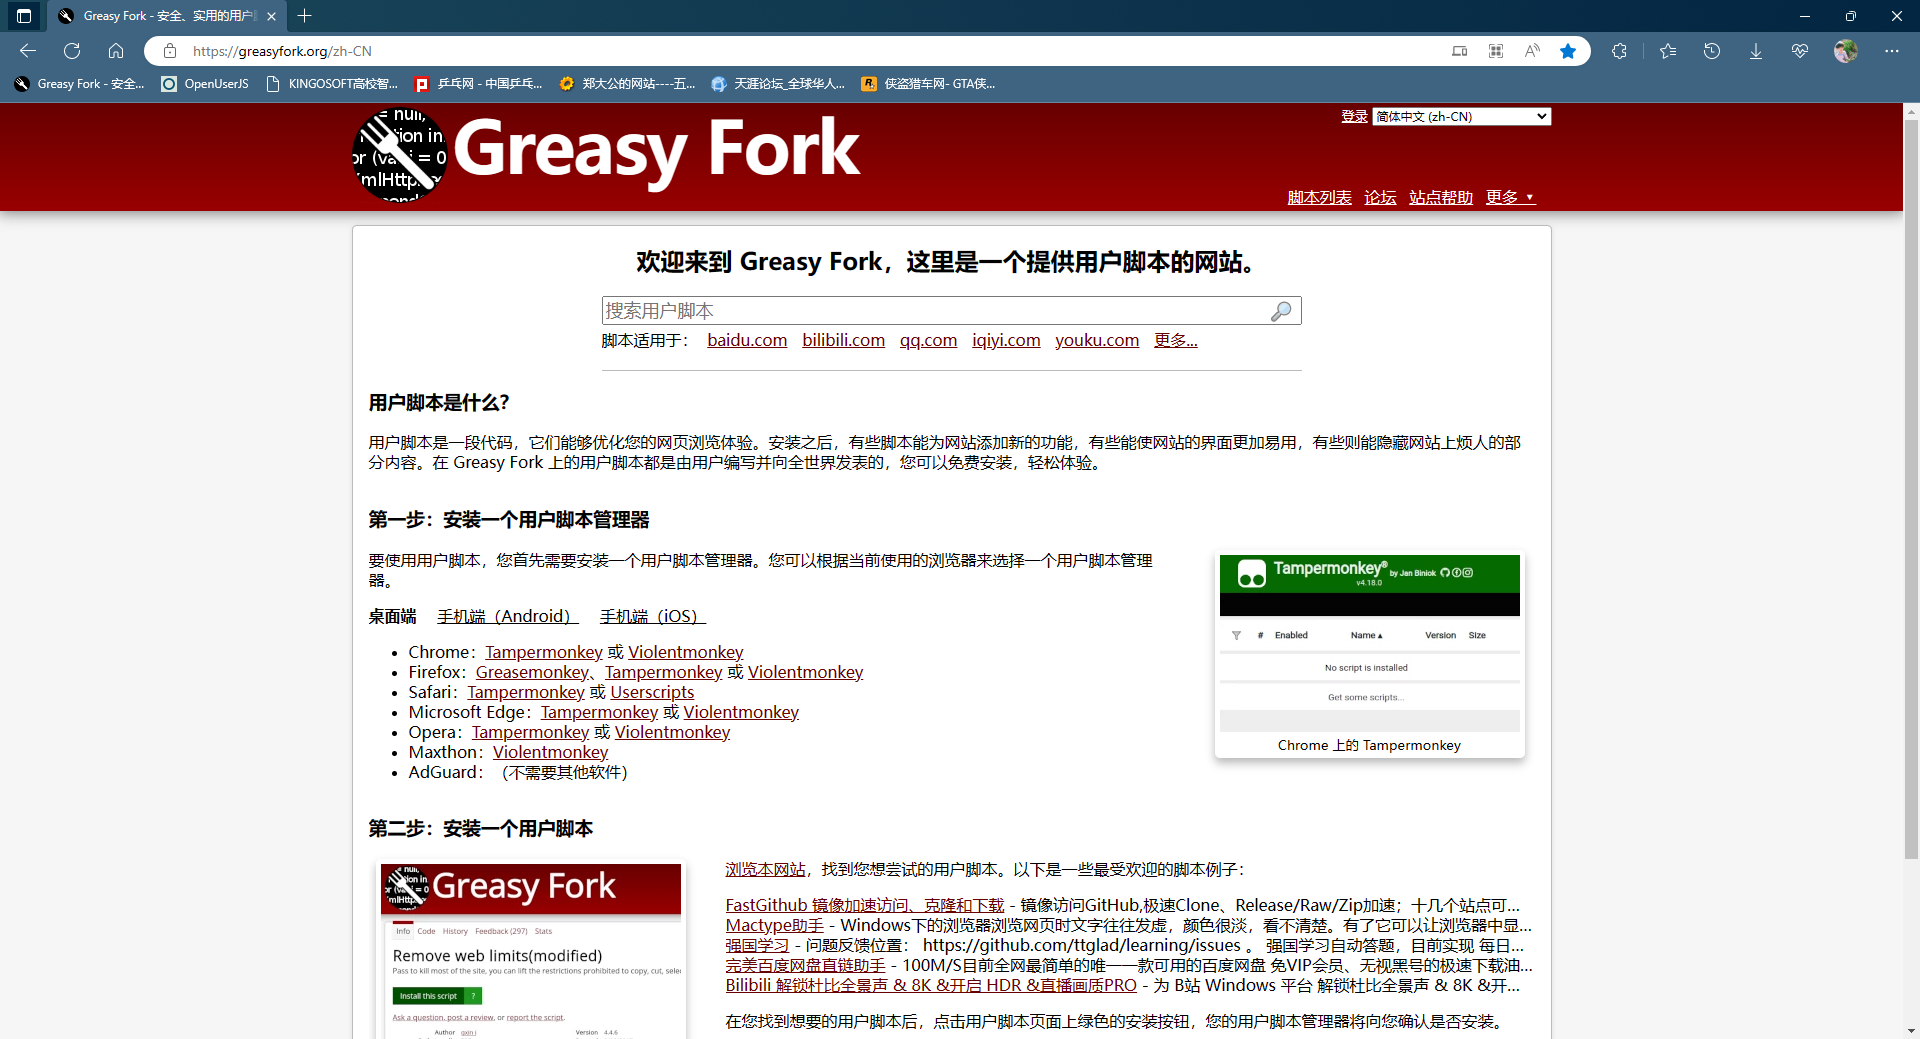 Greasy Fork - 安全、实用的用户
https://greasyfork.org/zh-CN
Greasy Fork - 安全...
OpenUserJS
KINGOSOFT高校智...
乒乓网 - 中国乒乓...
郑大公的网站----五...
天涯论坛_全球华人...
侠盗猎车网- GTA侠...
Greasy Fork
登录 简体中文 (zh-CN)
脚本列表 论坛 站点帮助 更多
欢迎来到 Greasy Fork，这里是一个提供用户脚本的网站。
搜索用户脚本
脚本适用于： baidu.com bilibili.com qq.com iqiyi.com youku.com 更多...
用户脚本是什么？
用户脚本是一段代码，它们能够优化您的网页浏览体验。安装之后，有些脚本能为网站添加新的功能，有些能使网站的界面更加易用，有些则能隐藏网站上烦人的部
分内容。在 Greasy Fork 上的用户脚本都是由用户编写并向全世界发表的，您可以免费安装，轻松体验。
第一步：安装一个用户脚本管理器
要使用用户脚本，您首先需要安装一个用户脚本管理器。您可以根据当前使用的浏览器来选择一个用户脚本管理
器。
桌面端 手机端（Android） 手机端（iOS）
Chrome：Tampermonkey 或 Violentmonkey
Firefox：Greasemonkey、Tampermonkey 或 Violentmonkey
Safari：Tampermonkey 或 Userscripts
Microsoft Edge：Tampermonkey 或 Violentmonkey
Opera：Tampermonkey 或 Violentmonkey
Maxthon：Violentmonkey
AdGuard：（不需要其他软件）
Tampermonkey® by Jan Biniok
v4.18.0
# Enabled Name Version Size
No script is installed
Get some scripts...
Chrome 上的 Tampermonkey
第二步：安装一个用户脚本
Greasy Fork
Info Code History Feedback (297) Stats
Remove web limits(modified)
Pass to kill most of the site, you can lift the restrictions prohibited to copy, cut, selec
Install this script ?
Ask a question, post a review, or report the script.
Author qxin i Version 4.4.6
浏览本网站，找到您想尝试的用户脚本。以下是一些最受欢迎的脚本例子：
FastGithub 镜像加速访问、克隆和下载 - 镜像访问GitHub,极速Clone、Release/Raw/Zip加速；十几个站点可...
Mactype助手 - Windows下的浏览器浏览网页时文字往往发虚，颜色很淡，看不清楚。有了它可以让浏览器中显...
强国学习 - 问题反馈位置： https://github.com/ttglad/learning/issues 。 强国学习自动答题，目前实现 每日...
完美百度网盘直链助手 - 100M/S目前全网最简单的唯一一款可用的百度网盘 免VIP会员、无视黑号的极速下载油...
Bilibili 解锁杜比全景声 & 8K &开启 HDR &直播画质PRO - 为 B站 Windows 平台 解锁杜比全景声 & 8K &开...
在您找到想要的用户脚本后，点击用户脚本页面上绿色的安装按钮，您的用户脚本管理器将向您确认是否安装。